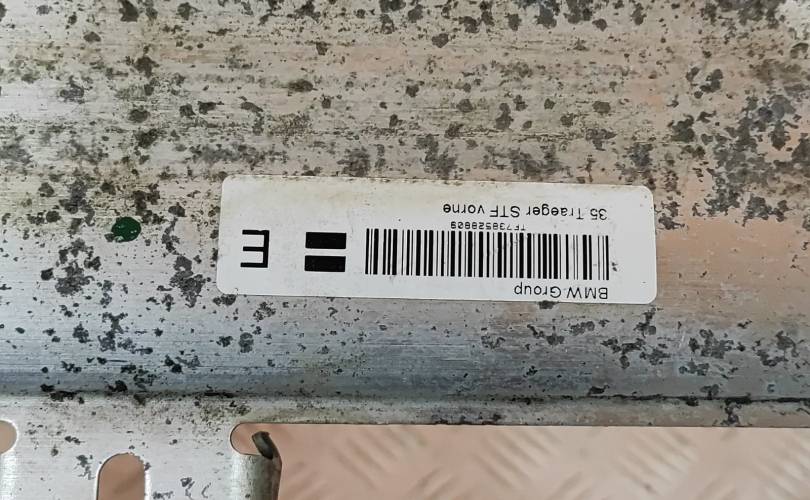 BMW Group
TF738528809
35 Traeger STF vorne
E